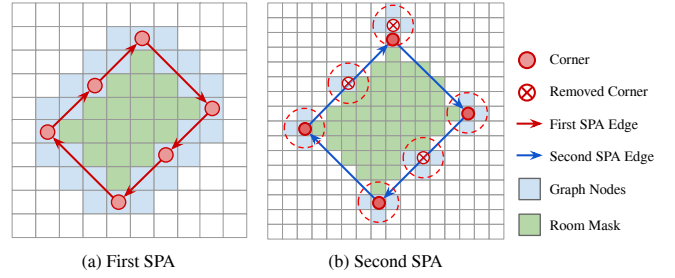 Corner
Removed Corner
First SPA Edge
Second SPA Edge
Graph Nodes
Room Mask
(a) First SPA
(b) Second SPA